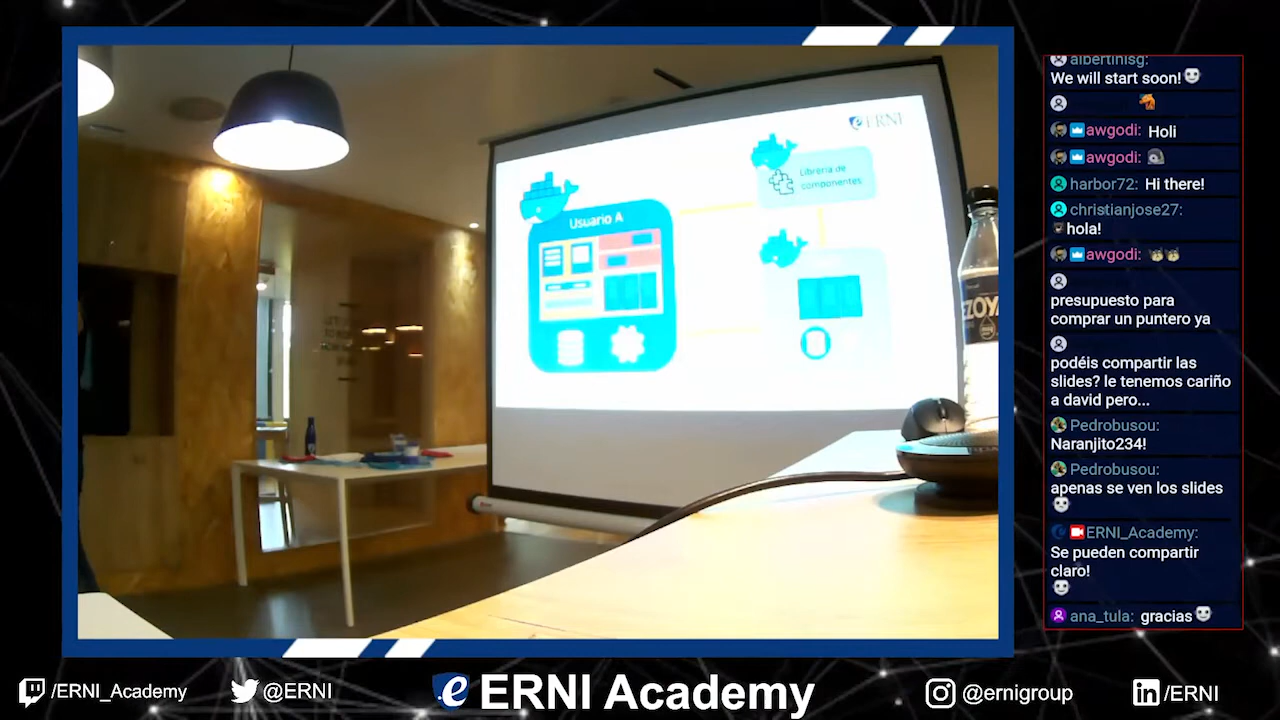 ERNI
Librería de
componentes
Usuario A
albertinisg:
We will start soon!
awgodi: Holi
awgodi:
harbor72: Hi there!
christianjose27:
hola!
awgodi:
presupuesto para
comprar un puntero ya
podéis compartir las
slides? le tenemos cariño
a david pero...
Pedrobusou:
Naranjito234!
Pedrobusou:
apenas se ven los slides
ERNI_Academy:
Se pueden compartir
claro!
ana_tula: gracias
/ERNI_Academy
@ERNI
ERNI Academy
@ernigroup
/ERNI